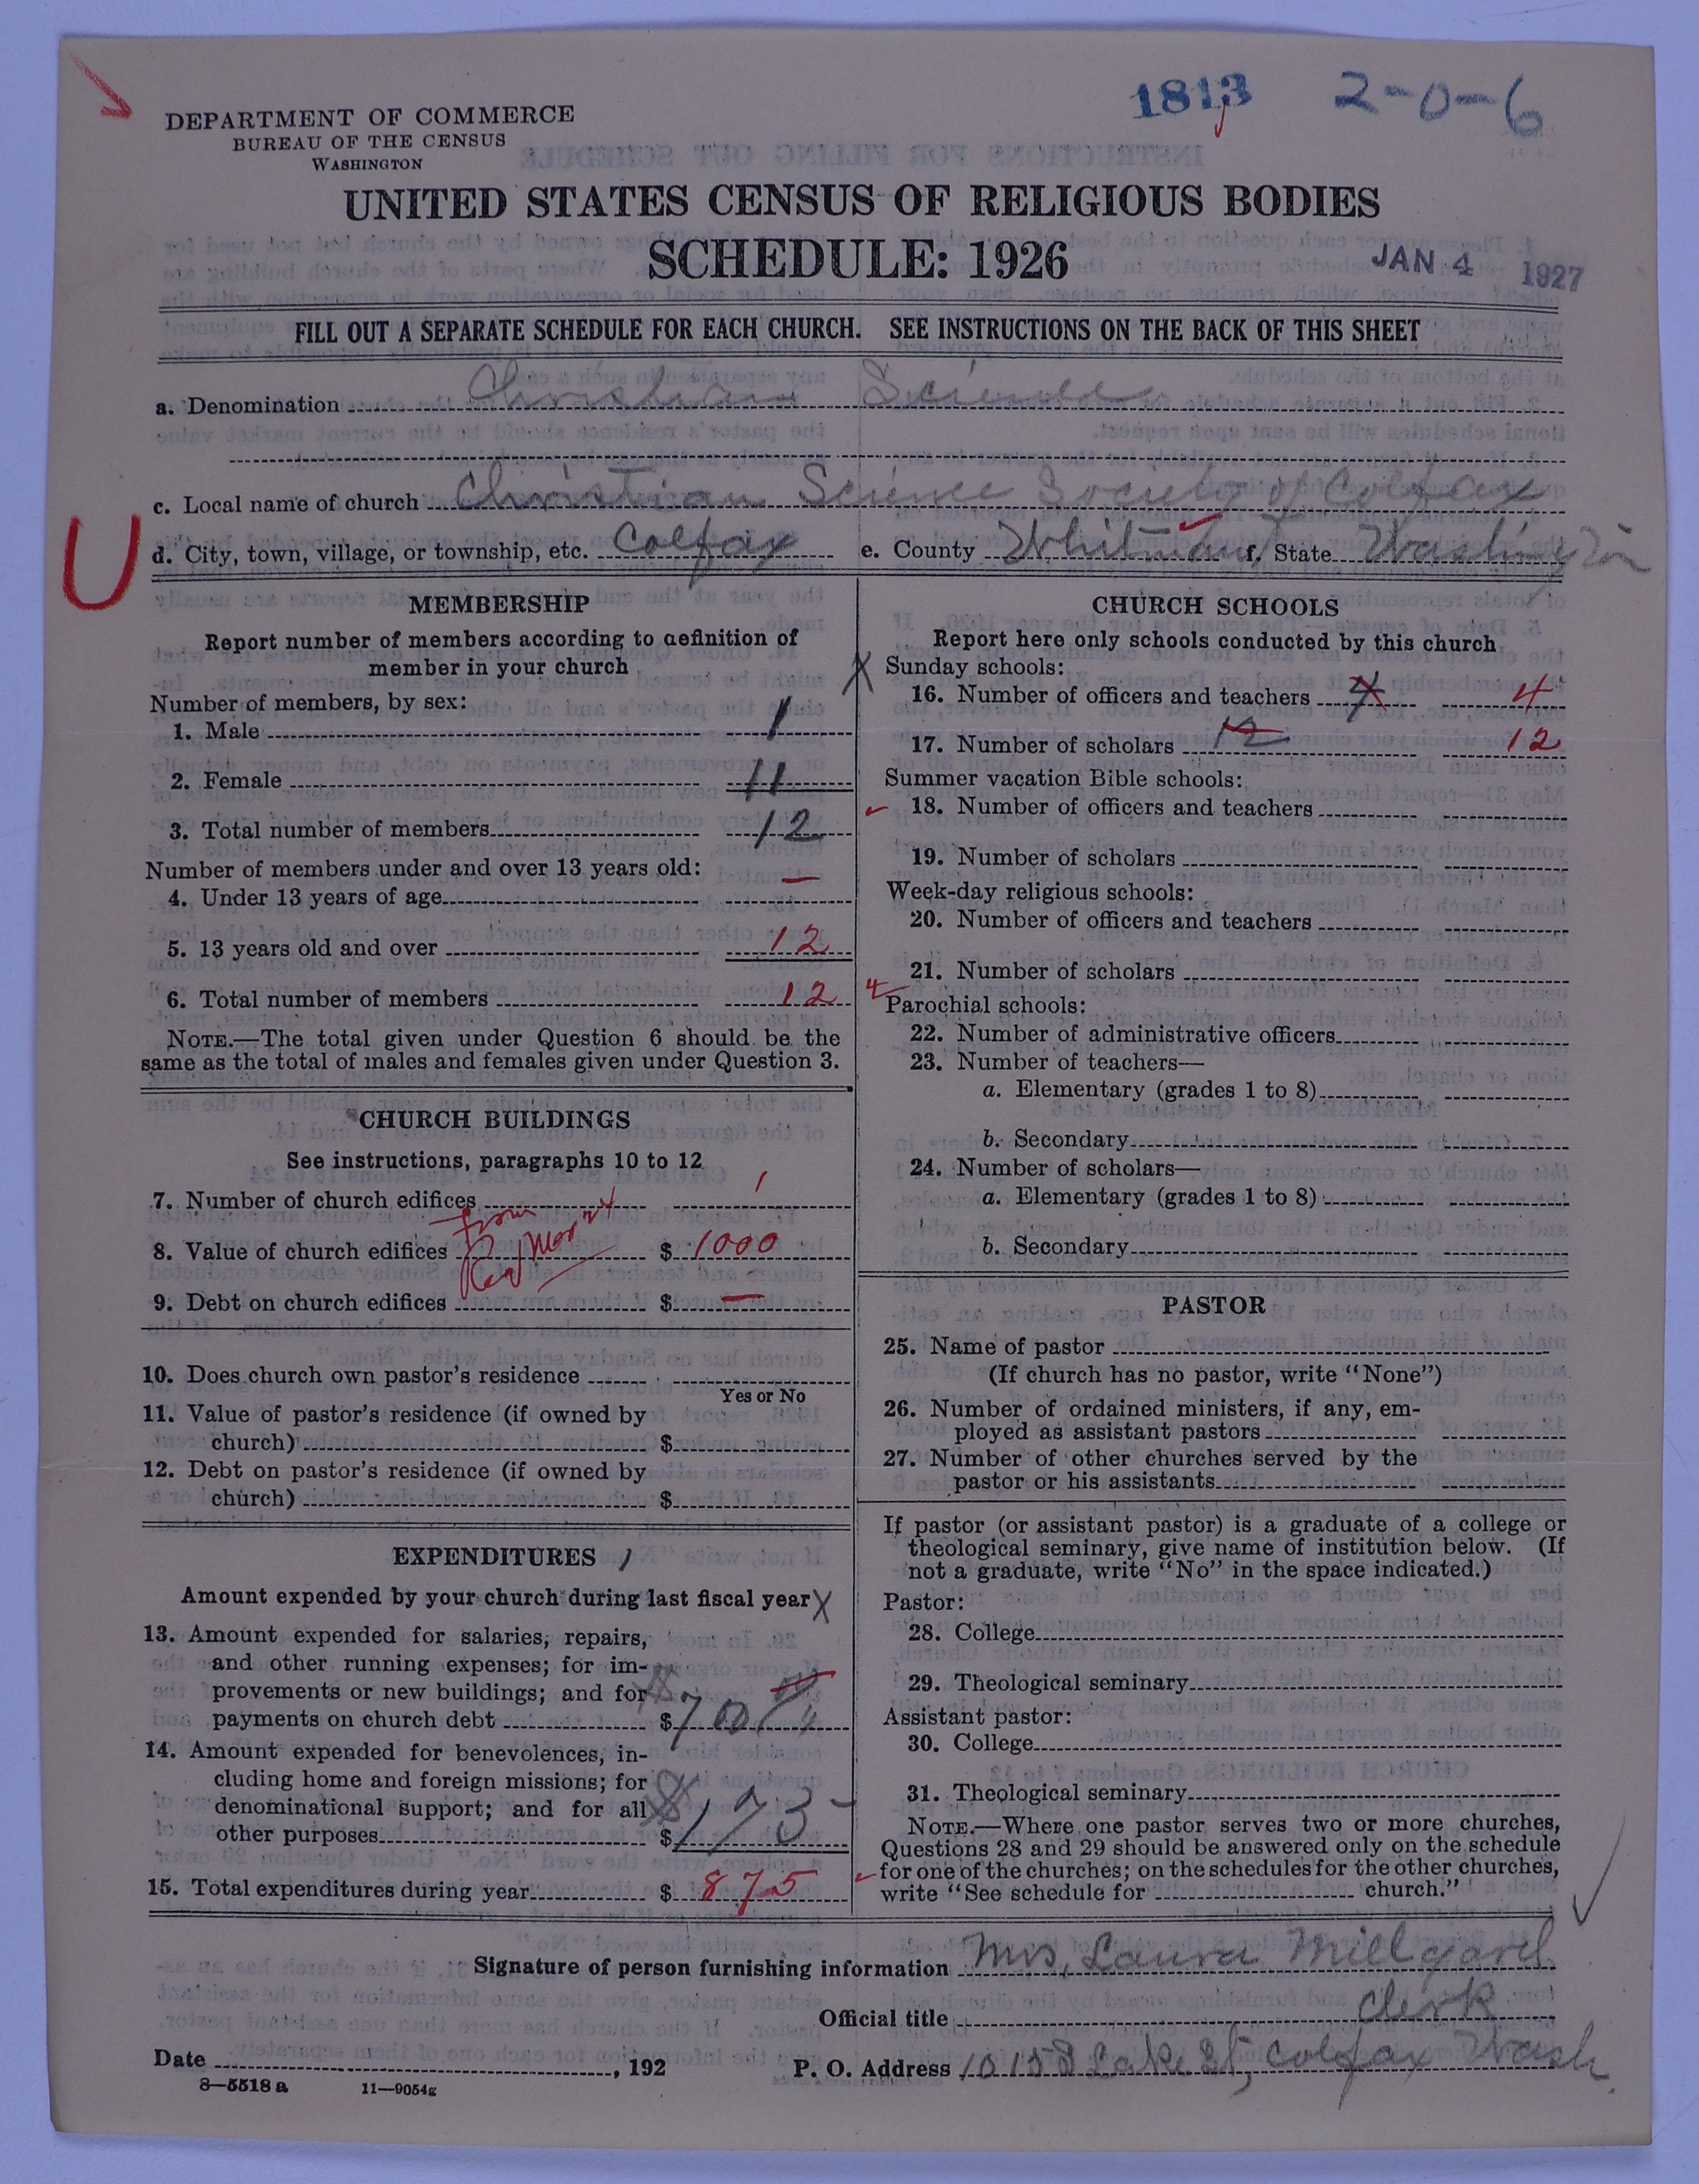 1813 2-0-6
DEPARTMENT OF COMMERCE
BUREAU OF THE CENSUS
WASHINGTON
UNITED STATES CENSUS OF RELIGIOUS BODIES
SCHEDULE: 1926
JAN 4 1927
FILL OUT A SEPARATE SCHEDULE FOR EACH CHURCH. SEE INSTRUCTIONS ON THE BACK OF THIS SHEET
a. Denomination Christian Science
c. Local name of church Christian Science Society of Colfax
U
d. City, town, village, or township, etc. Colfax e. County Whitman f. State Washington
MEMBERSHIP
Report number of members according to definition of
member in your church
Number of members, by sex:
1. Male 1
2. Female 11
3. Total number of members 12
Number of members under and over 13 years old:
4. Under 13 years of age —
5. 13 years old and over 12
6. Total number of members 12
NOTE.—The total given under Question 6 should be the
same as the total of males and females given under Question 3.
CHURCH BUILDINGS
See instructions, paragraphs 10 to 12
7. Number of church edifices 1
from
8. Value of church edifices $ 1000
9. Debt on church edifices $ —
10. Does church own pastor's residence
Yes or No
11. Value of pastor's residence (if owned by
church) $
12. Debt on pastor's residence (if owned by
church) $
EXPENDITURES
Amount expended by your church during last fiscal year X
13. Amount expended for salaries, repairs,
and other running expenses; for im-
provements or new buildings; and for
payments on church debt $ 700
14. Amount expended for benevolences, in-
cluding home and foreign missions; for
denominational support; and for all
other purposes $ 173
15. Total expenditures during year $ 875
CHURCH SCHOOLS
Report here only schools conducted by this church
X Sunday schools:
16. Number of officers and teachers 4 4
17. Number of scholars 12 12
Summer vacation Bible schools:
18. Number of officers and teachers
19. Number of scholars
Week-day religious schools:
20. Number of officers and teachers
21. Number of scholars
Parochial schools:
22. Number of administrative officers
23. Number of teachers—
a. Elementary (grades 1 to 8)
b. Secondary
24. Number of scholars—
a. Elementary (grades 1 to 8)
b. Secondary
PASTOR
25. Name of pastor
(If church has no pastor, write "None")
26. Number of ordained ministers, if any, em-
ployed as assistant pastors
27. Number of other churches served by the
pastor or his assistants
If pastor (or assistant pastor) is a graduate of a college or
theological seminary, give name of institution below. (If
not a graduate, write "No" in the space indicated.)
Pastor:
28. College
29. Theological seminary
Assistant pastor:
30. College
31. Theological seminary
NOTE.—Where one pastor serves two or more churches,
Questions 28 and 29 should be answered only on the schedule
for one of the churches; on the schedules for the other churches,
write "See schedule for church."
Signature of person furnishing information Mrs. Laura Millgard
Official title Clerk
Date , 192 P. O. Address 1015 S Lake St, Colfax Wash.
8—5518 a 11—9054g